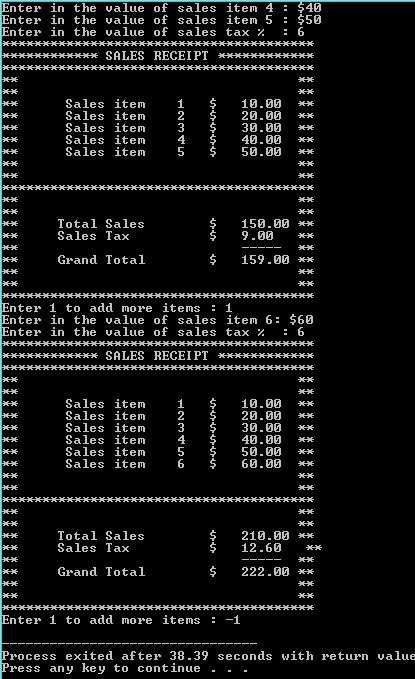 Enter in the value of sales item 4 : $40
Enter in the value of sales item 5 : $50
Enter in the value of sales tax %  : 6
***************************************
************ SALES RECEIPT ************
***************************************
**                                   **
**                                   **
**      Sales item    1   $   10.00  **
**      Sales item    2   $   20.00  **
**      Sales item    3   $   30.00  **
**      Sales item    4   $   40.00  **
**      Sales item    5   $   50.00  **
**                                   **
**                                   **
***************************************
**                                   **
**                                   **
**     Total Sales        $   150.00 **
**     Sales Tax          $   9.00   **
**                            -----  **
**     Grand Total        $   159.00 **
**                                   **
**                                   **
***************************************
Enter 1 to add more items : 1
Enter in the value of sales item 6: $60
Enter in the value of sales tax %  : 6
***************************************
************ SALES RECEIPT ************
***************************************
**                                   **
**                                   **
**      Sales item    1   $   10.00  **
**      Sales item    2   $   20.00  **
**      Sales item    3   $   30.00  **
**      Sales item    4   $   40.00  **
**      Sales item    5   $   50.00  **
**      Sales item    6   $   60.00  **
**                                   **
**                                   **
***************************************
**                                   **
**                                   **
**     Total Sales        $   210.00 **
**     Sales Tax          $   12.60   **
**                            -----  **
**     Grand Total        $   222.00 **
**                                   **
**                                   **
***************************************
Enter 1 to add more items : -1
--------------------------------
Process exited after 38.39 seconds with return value
Press any key to continue . . .